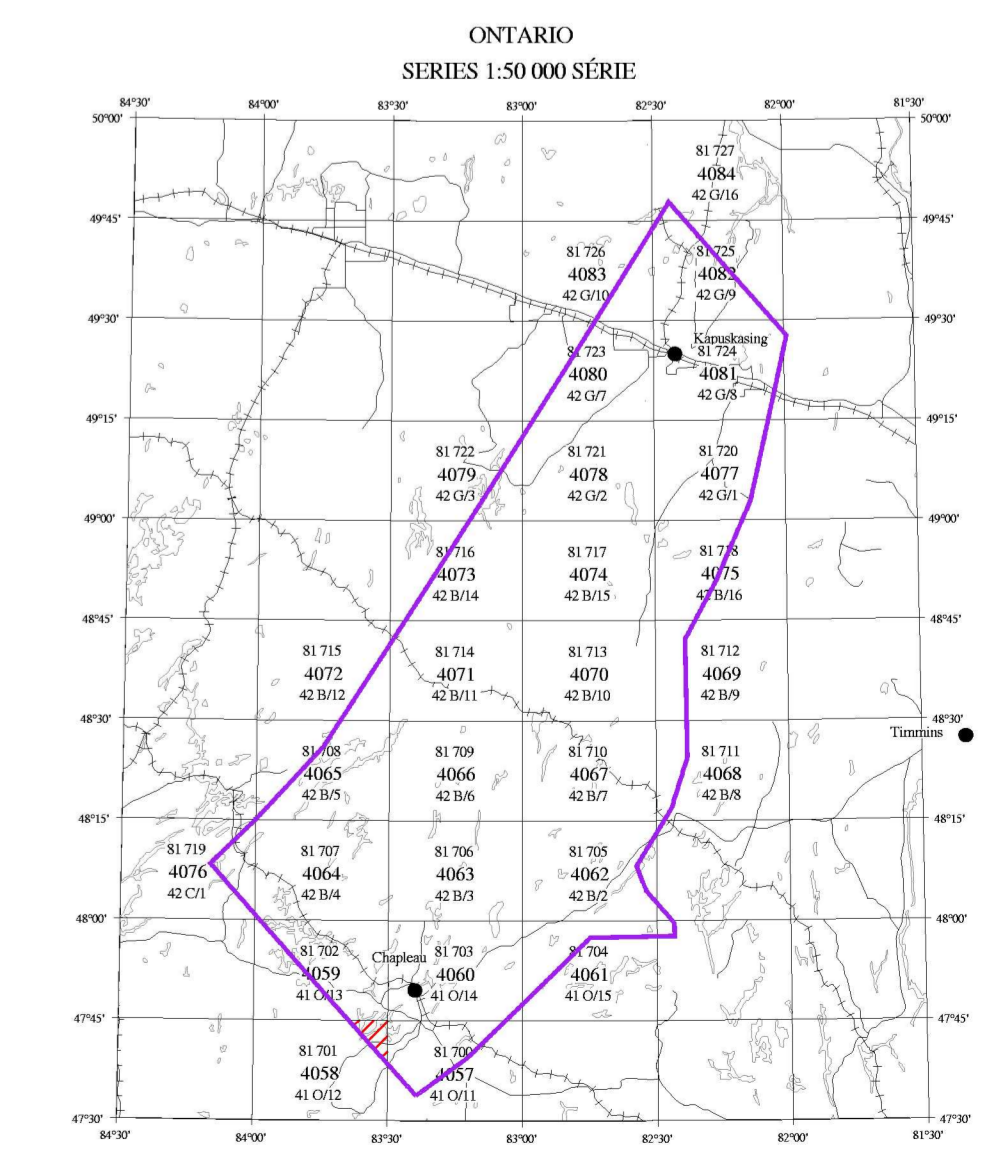 ONTARIO
SERIES 1:50 000 SÉRIE
84°30'
84°00'
83°30'
83°00'
82°30'
82°00'
81°30'
50°00'
50°00'
81 727
4084
42 G/16
49°45'
49°45'
81 726
4083
42 G/10
81 725
4082
42 G/9
49°30'
49°30'
Kapuskasing
81 723
4080
42 G/7
81 724
4081
42 G/8
49°15'
49°15'
81 722
4079
42 G/3
81 721
4078
42 G/2
81 720
4077
42 G/1
49°00'
49°00'
81 716
4073
42 B/14
81 717
4074
42 B/15
81 718
4075
42 B/16
48°45'
48°45'
81 715
4072
42 B/12
81 714
4071
42 B/11
81 713
4070
42 B/10
81 712
4069
42 B/9
48°30'
48°30'
Timmins
81 708
4065
42 B/5
81 709
4066
42 B/6
81 710
4067
42 B/7
81 711
4068
42 B/8
48°15'
48°15'
81 719
4076
42 C/1
81 707
4064
42 B/4
81 706
4063
42 B/3
81 705
4062
42 B/2
48°00'
48°00'
81 702
4059
41 O/13
Chapleau
81 703
4060
41 O/14
81 704
4061
41 O/15
47°45'
47°45'
81 701
4058
41 O/12
81 700
4057
41 O/11
47°30'
47°30'
84°30'
84°00'
83°30'
83°00'
82°30'
82°00'
81°30'